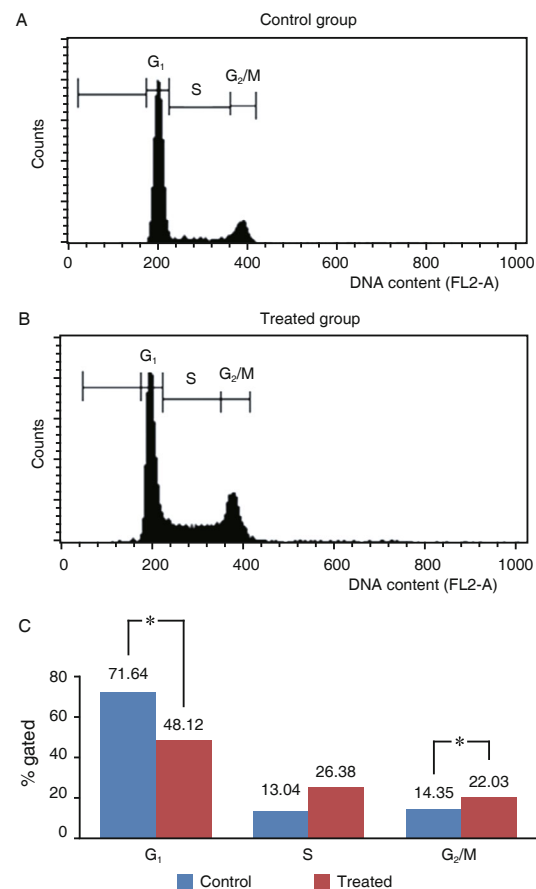 A
Control group
G₁
S
G₂/M
Counts
0 200 400 600 800 1000
DNA content (FL2-A)
B
Treated group
G₁
S
G₂/M
Counts
0 200 400 600 800 1000
DNA content (FL2-A)
C
*
*
80
60
40
20
0
% gated
71.64
48.12
13.04
26.38
14.35
22.03
G₁ S G₂/M
Control Treated